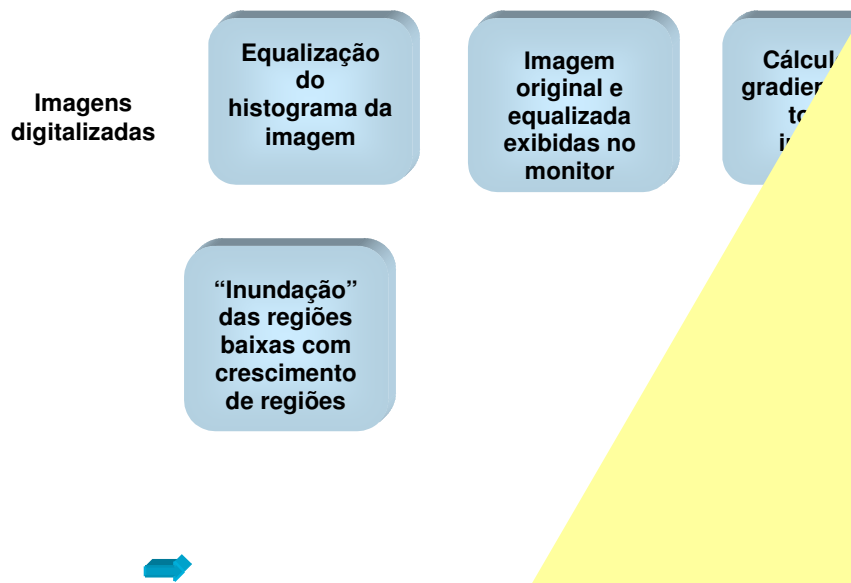 Imagens
digitalizadas
Equalização
do
histograma da
imagem
Imagem
original e
equalizada
exibidas no
monitor
“Inundação”
das regiões
baixas com
crescimento
de regiões